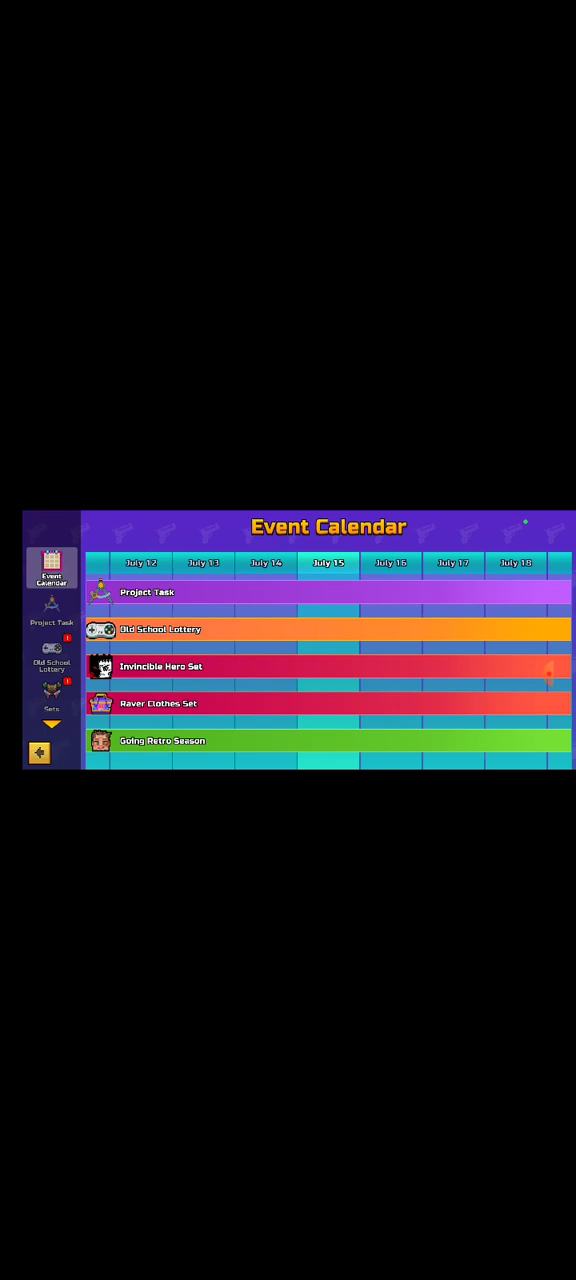 Event Calendar
July 12 July 13 July 14 July 15 July 16 July 17 July 18
Event
Calendar
Project Task
Project Task
Old School Lottery
Old School
Lottery
Invincible Hero Set
Sets
Raver Clothes Set
Going Retro Season